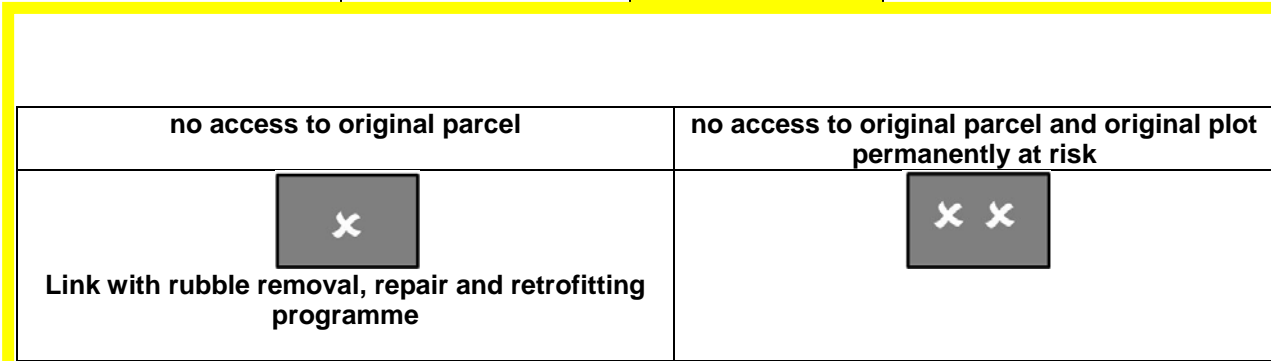 no access to original parcel
no access to original parcel and original plot
permanently at risk
Link with rubble removal, repair and retrofitting
programme